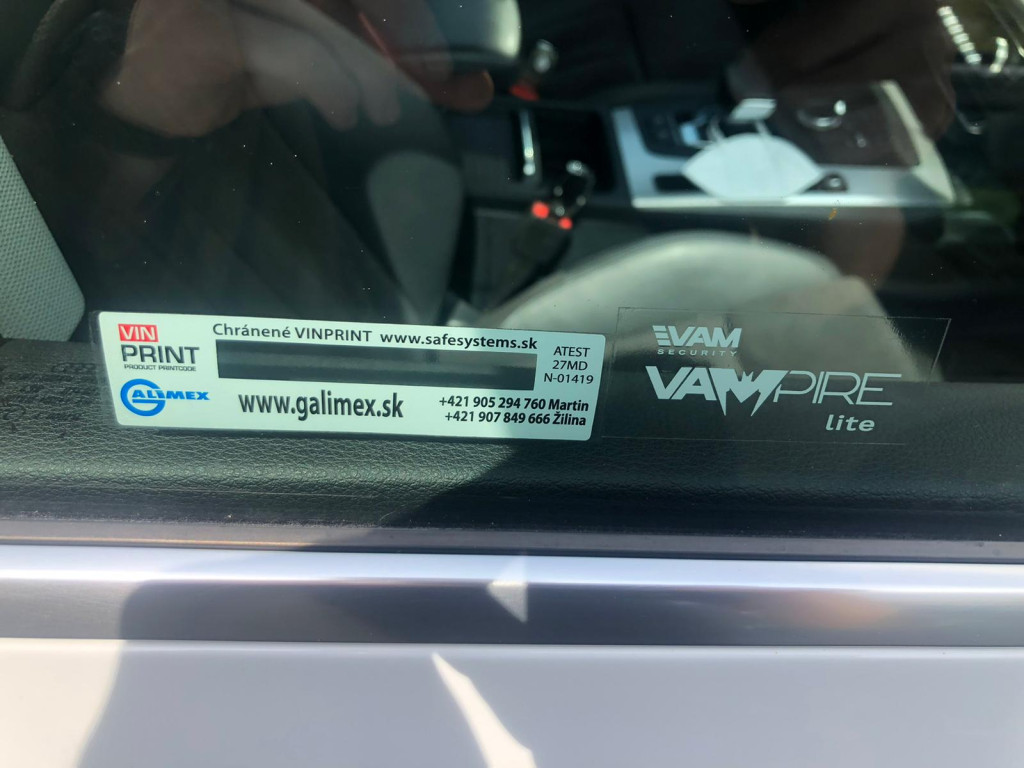 VIN
PRINT
PRODUCT PRINTCODE
GALIMEX
Chránené VINPRINT www.safesystems.sk
ATEST
27MD
N-01419
www.galimex.sk
+421 905 294 760 Martin
+421 907 849 666 Žilina
VAM
SECURITY
VAMPIRE
lite